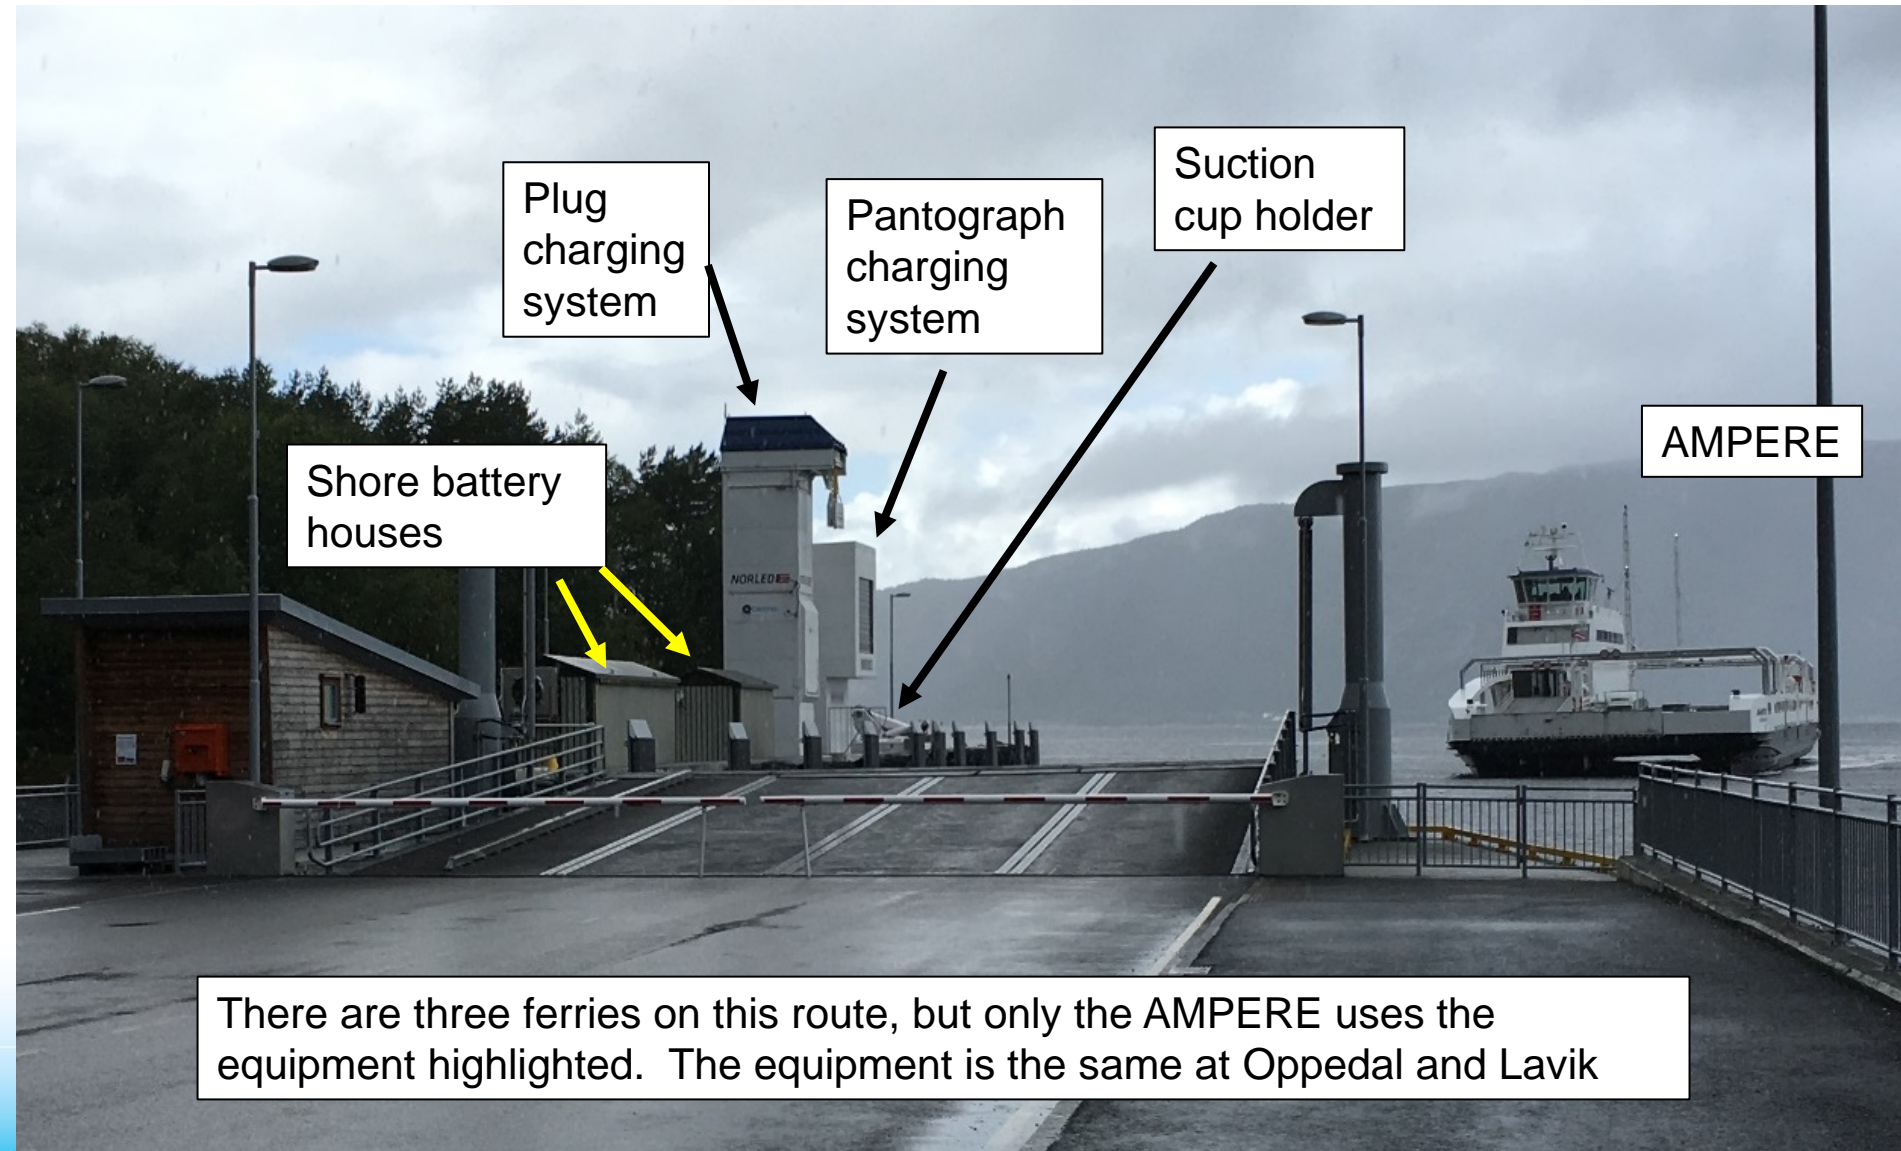 Plug
charging
system
Pantograph
charging
system
Suction
cup holder
AMPERE
Shore battery
houses
NORLED
There are three ferries on this route, but only the AMPERE uses the
equipment highlighted.  The equipment is the same at Oppedal and Lavik